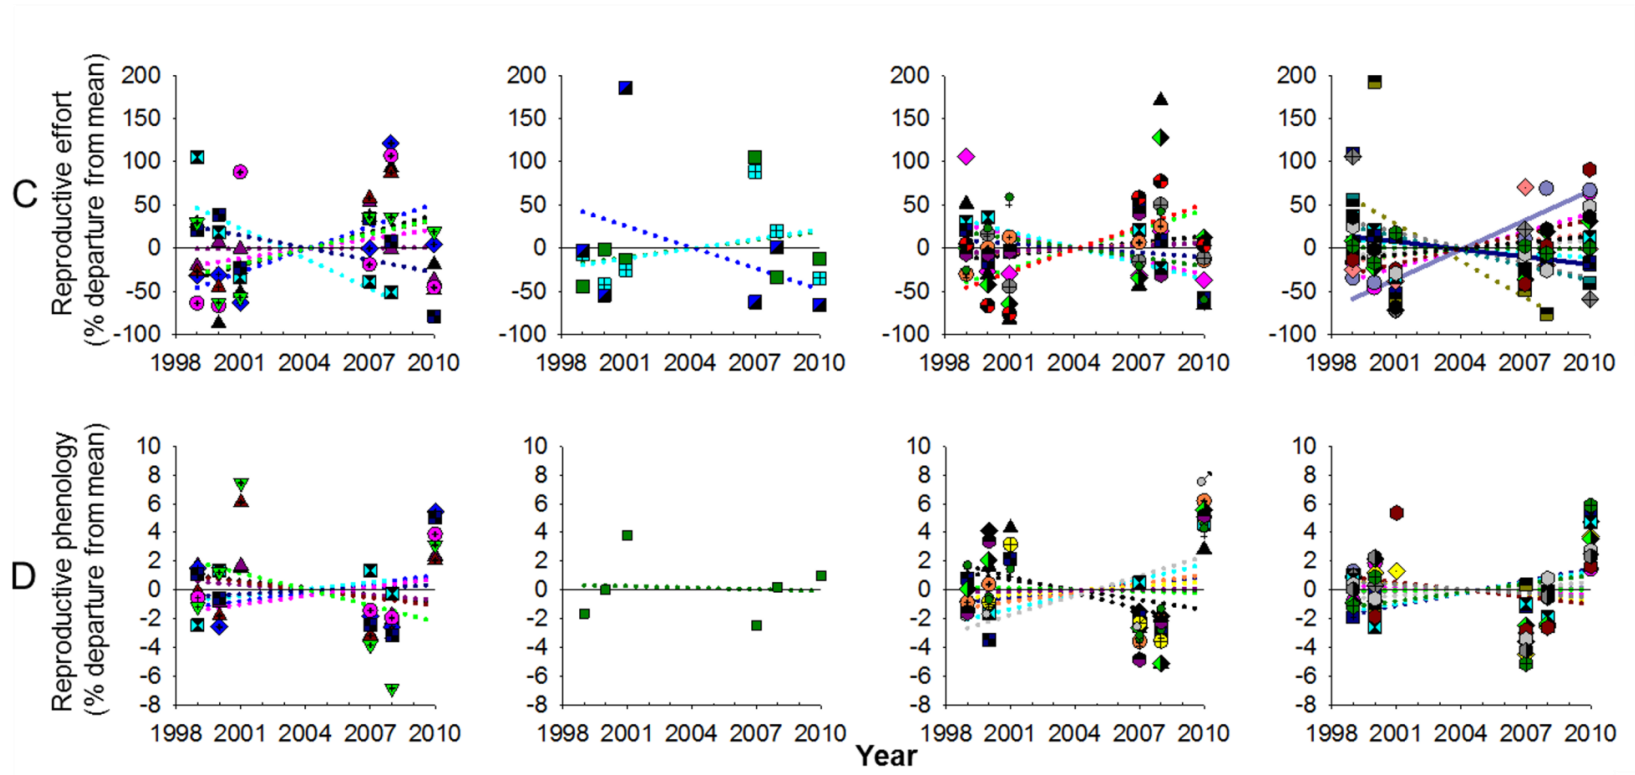 C
Reproductive effort
(% departure from mean)
200 150 100 50 0 -50 -100
1998 2001 2004 2007 2010
200 150 100 50 0 -50 -100
1998 2001 2004 2007 2010
200 150 100 50 0 -50 -100
1998 2001 2004 2007 2010
200 150 100 50 0 -50 -100
1998 2001 2004 2007 2010
D
Reproductive phenology
(% departure from mean)
10 8 6 4 2 0 -2 -4 -6 -8
1998 2001 2004 2007 2010
10 8 6 4 2 0 -2 -4 -6 -8
1998 2001 2004 2007 2010
10 8 6 4 2 0 -2 -4 -6 -8
1998 2001 2004 2007 2010
10 8 6 4 2 0 -2 -4 -6 -8
1998 2001 2004 2007 2010
Year